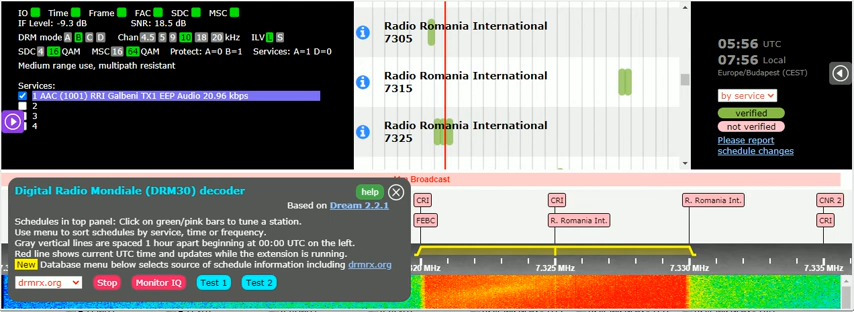 IO Time Frame FAC SDC MSC
IF Level: -9.3 dB SNR: 18.5 dB
DRM mode A B C D Chan 4.5 5 9 10 18 20 kHz ILV L S
SDC 4 16 QAM MSC 16 64 QAM Protect: A=0 B=1 Services: A=1 D=0
Medium range use, multipath resistant
Services:
1 AAC (1001) RRI Galbeni TX1 EEP Audio 20.96 kbps
2
3
4
Radio Romania International
7305
Radio Romania International
7315
Radio Romania International
7325
05:56 UTC
07:56 Local
Europe/Budapest (CEST)
by service
verified
not verified
Please report
schedule changes
Broadcast
Digital Radio Mondiale (DRM30) decoder
help
Based on Dream 2.2.1
Schedules in top panel: Click on green/pink bars to tune a station.
Use menu to sort schedules by service, time or frequency.
Gray vertical lines are spaced 1 hour apart beginning at 00:00 UTC on the left.
Red line shows current UTC time and updates while the extension is running.
New Database menu below selects source of schedule information including drmrx.org
drmrx.org Stop Monitor IQ Test 1 Test 2
CRI CRI R. Romania Int. CNR 2
FEBC R. Romania Int. CRI
7.320 MHz 7.325 MHz 7.330 MHz 7.335 MHz